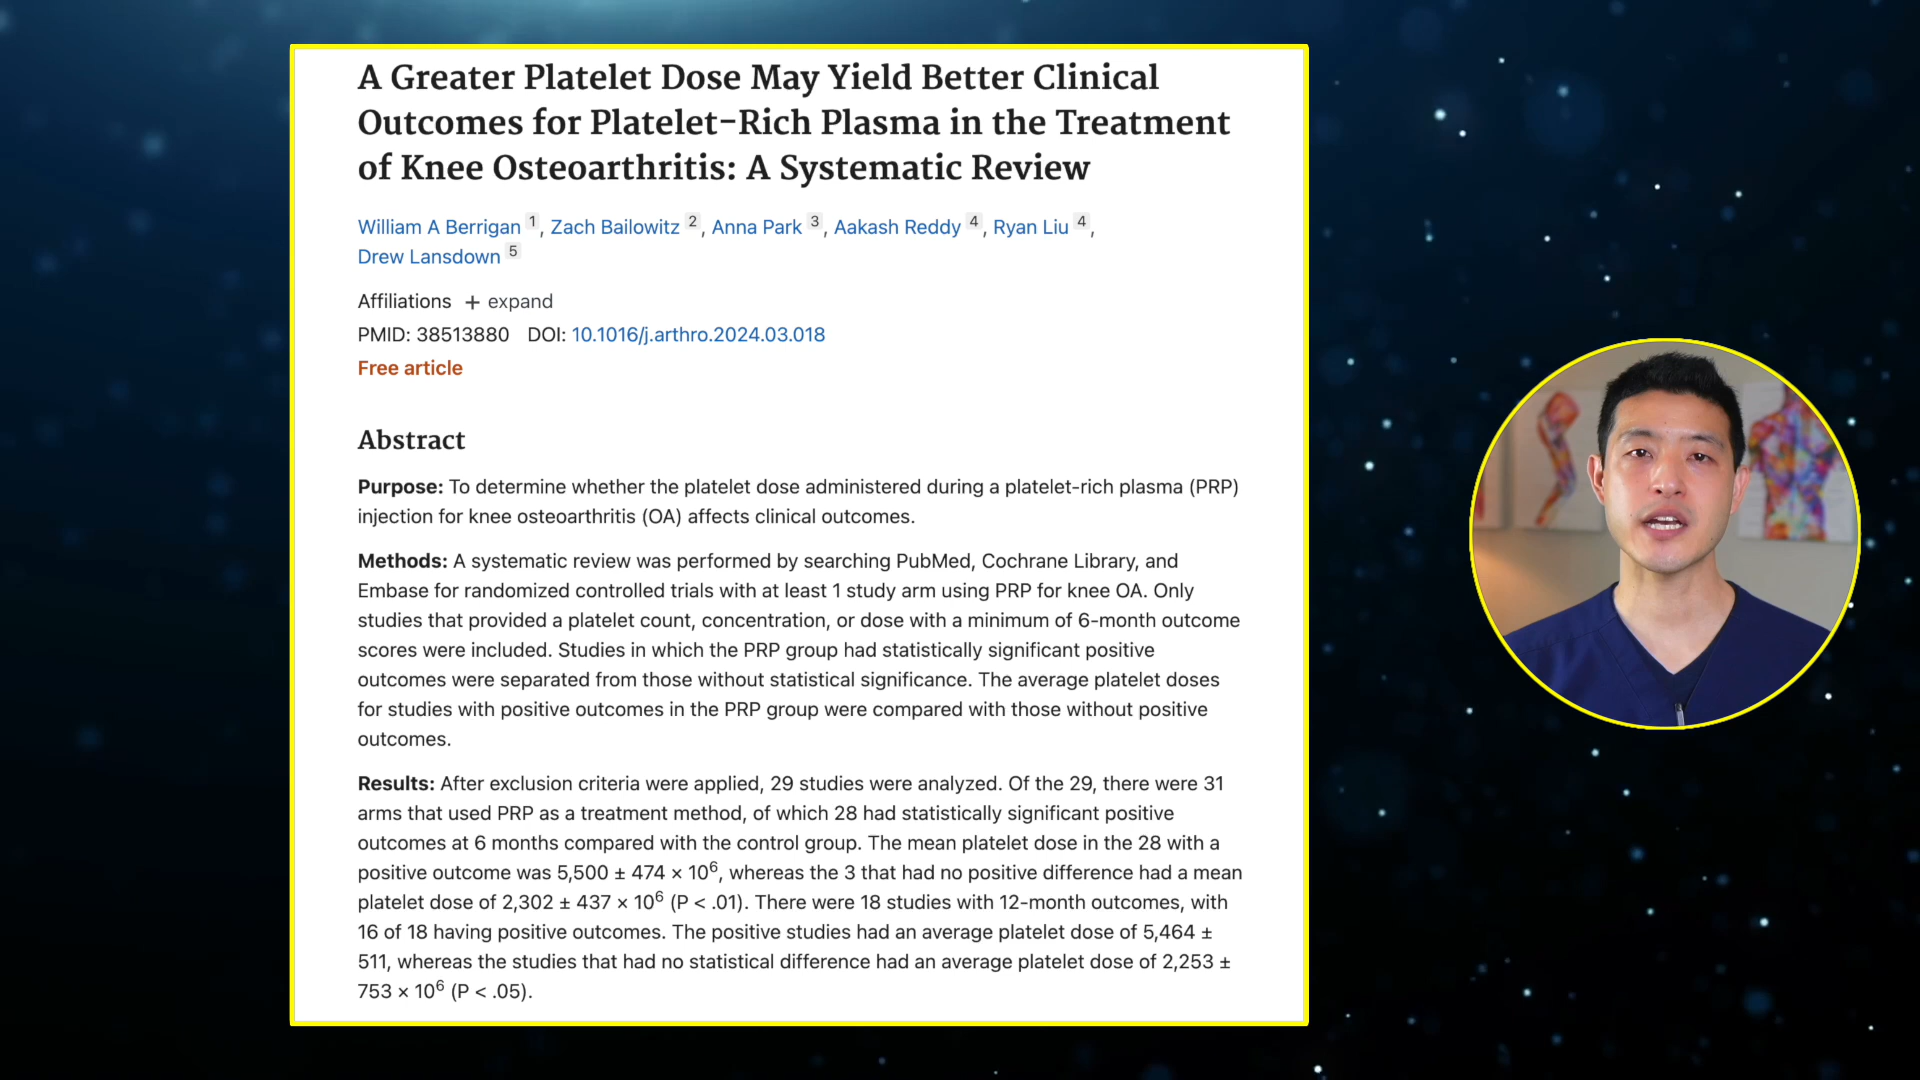 A Greater Platelet Dose May Yield Better Clinical
Outcomes for Platelet-Rich Plasma in the Treatment
of Knee Osteoarthritis: A Systematic Review
William A Berrigan 1, Zach Bailowitz 2, Anna Park 3, Aakash Reddy 4, Ryan Liu 4,
Drew Lansdown 5
Affiliations + expand
PMID: 38513880 DOI: 10.1016/j.arthro.2024.03.018
Free article
Abstract
Purpose: To determine whether the platelet dose administered during a platelet-rich plasma (PRP)
injection for knee osteoarthritis (OA) affects clinical outcomes.
Methods: A systematic review was performed by searching PubMed, Cochrane Library, and
Embase for randomized controlled trials with at least 1 study arm using PRP for knee OA. Only
studies that provided a platelet count, concentration, or dose with a minimum of 6-month outcome
scores were included. Studies in which the PRP group had statistically significant positive
outcomes were separated from those without statistical significance. The average platelet doses
for studies with positive outcomes in the PRP group were compared with those without positive
outcomes.
Results: After exclusion criteria were applied, 29 studies were analyzed. Of the 29, there were 31
arms that used PRP as a treatment method, of which 28 had statistically significant positive
outcomes at 6 months compared with the control group. The mean platelet dose in the 28 with a
positive outcome was 5,500 ± 474 × 10⁶, whereas the 3 that had no positive difference had a mean
platelet dose of 2,302 ± 437 × 10⁶ (P < .01). There were 18 studies with 12-month outcomes, with
16 of 18 having positive outcomes. The positive studies had an average platelet dose of 5,464 ±
511, whereas the studies that had no statistical difference had an average platelet dose of 2,253 ±
753 × 10⁶ (P < .05).